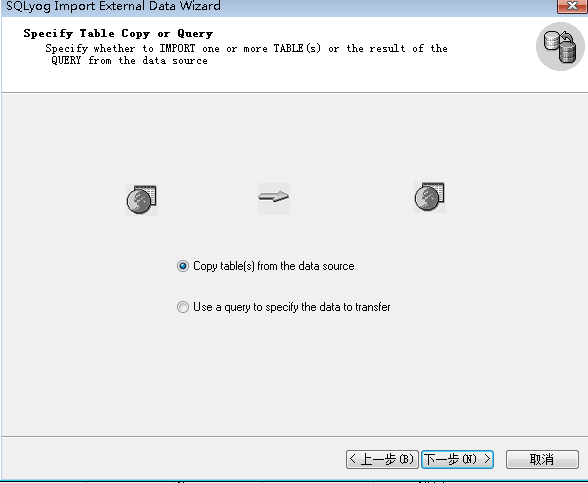 SQLyog Import External Data Wizard
Specify Table Copy or Query
Specify whether to IMPORT one or more TABLE(s) or the result of the
QUERY from the data source
Copy table(s) from the data source
Use a query to specify the data to transfer
< 上一步(B) 下一步(N) > 取消